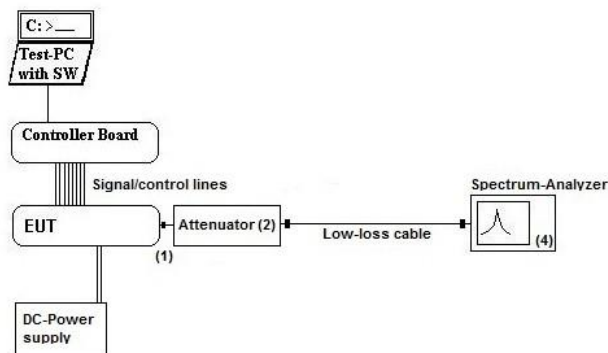 C: >__
Test-PC
with SW
Controller Board
Signal/control lines
Spectrum-Analyzer
EUT
Attenuator (2)
Low-loss cable
(4)
(1)
DC-Power
supply